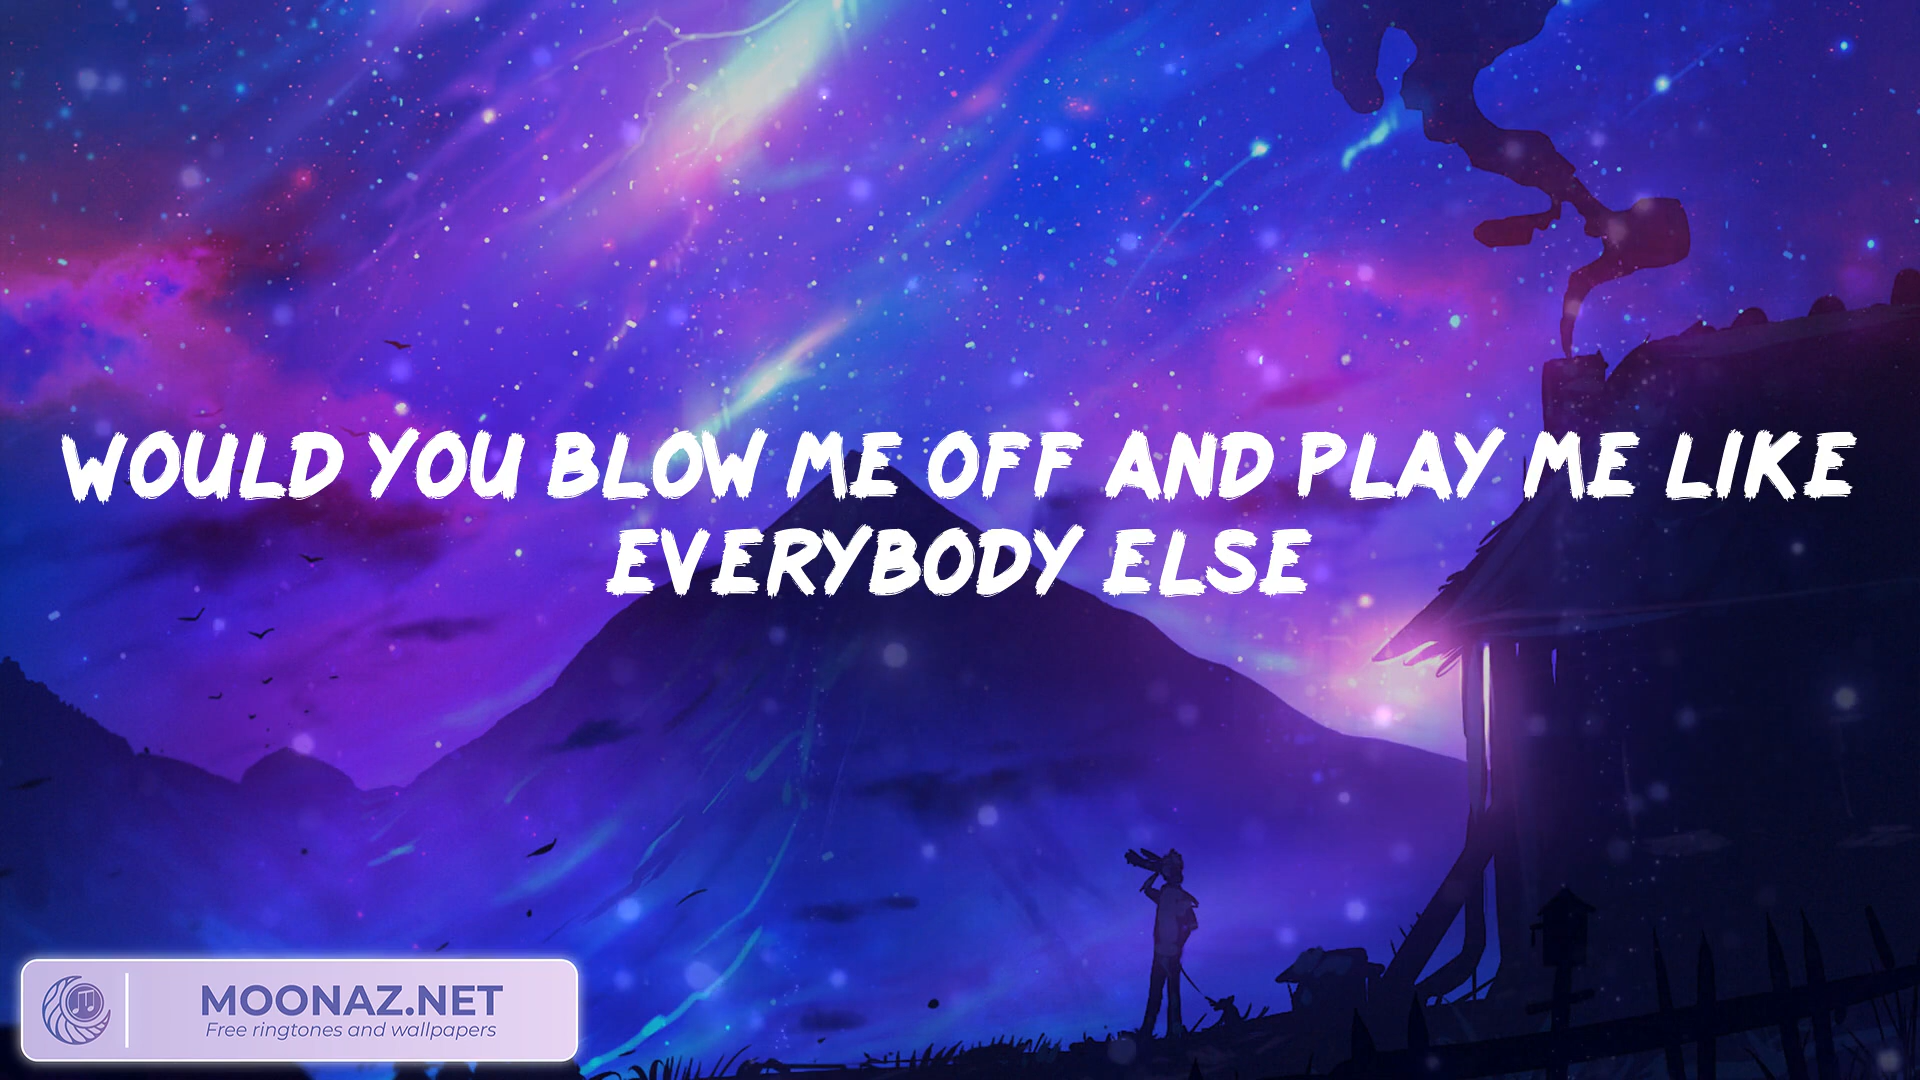 WOULD YOU BLOW ME OFF AND PLAY ME LIKE
EVERYBODY ELSE
MOONAZ.NET
Free ringtones and wallpapers